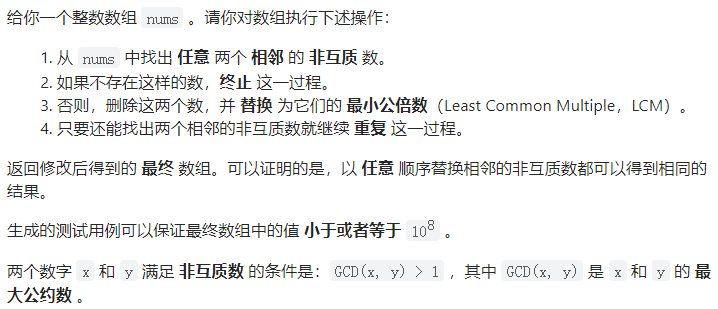 给你一个整数数组 nums 。请你对数组执行下述操作：
1. 从 nums 中找出 任意 两个 相邻 的 非互质 数。
2. 如果不存在这样的数，终止 这一过程。
3. 否则，删除这两个数，并 替换 为它们的 最小公倍数（Least Common Multiple，LCM）。
4. 只要还能找出两个相邻的非互质数就继续 重复 这一过程。
返回修改后得到的 最终 数组。可以证明的是，以 任意 顺序替换相邻的非互质数都可以得到相同的
结果。
生成的测试用例可以保证最终数组中的值 小于或者等于 10⁸ 。
两个数字 x 和 y 满足 非互质数 的条件是：GCD(x, y) > 1 ，其中 GCD(x, y) 是 x 和 y 的 最
大公约数 。